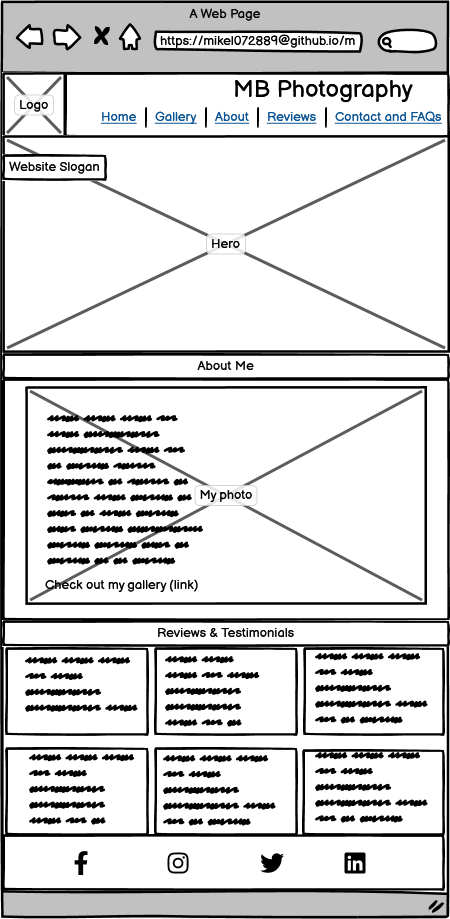 A Web Page
https://mikel072889@github.io/m
Logo
MB Photography
Home Gallery About Reviews Contact and FAQs
Website Slogan
Hero
About Me
My photo
Check out my gallery (link)
Reviews & Testimonials